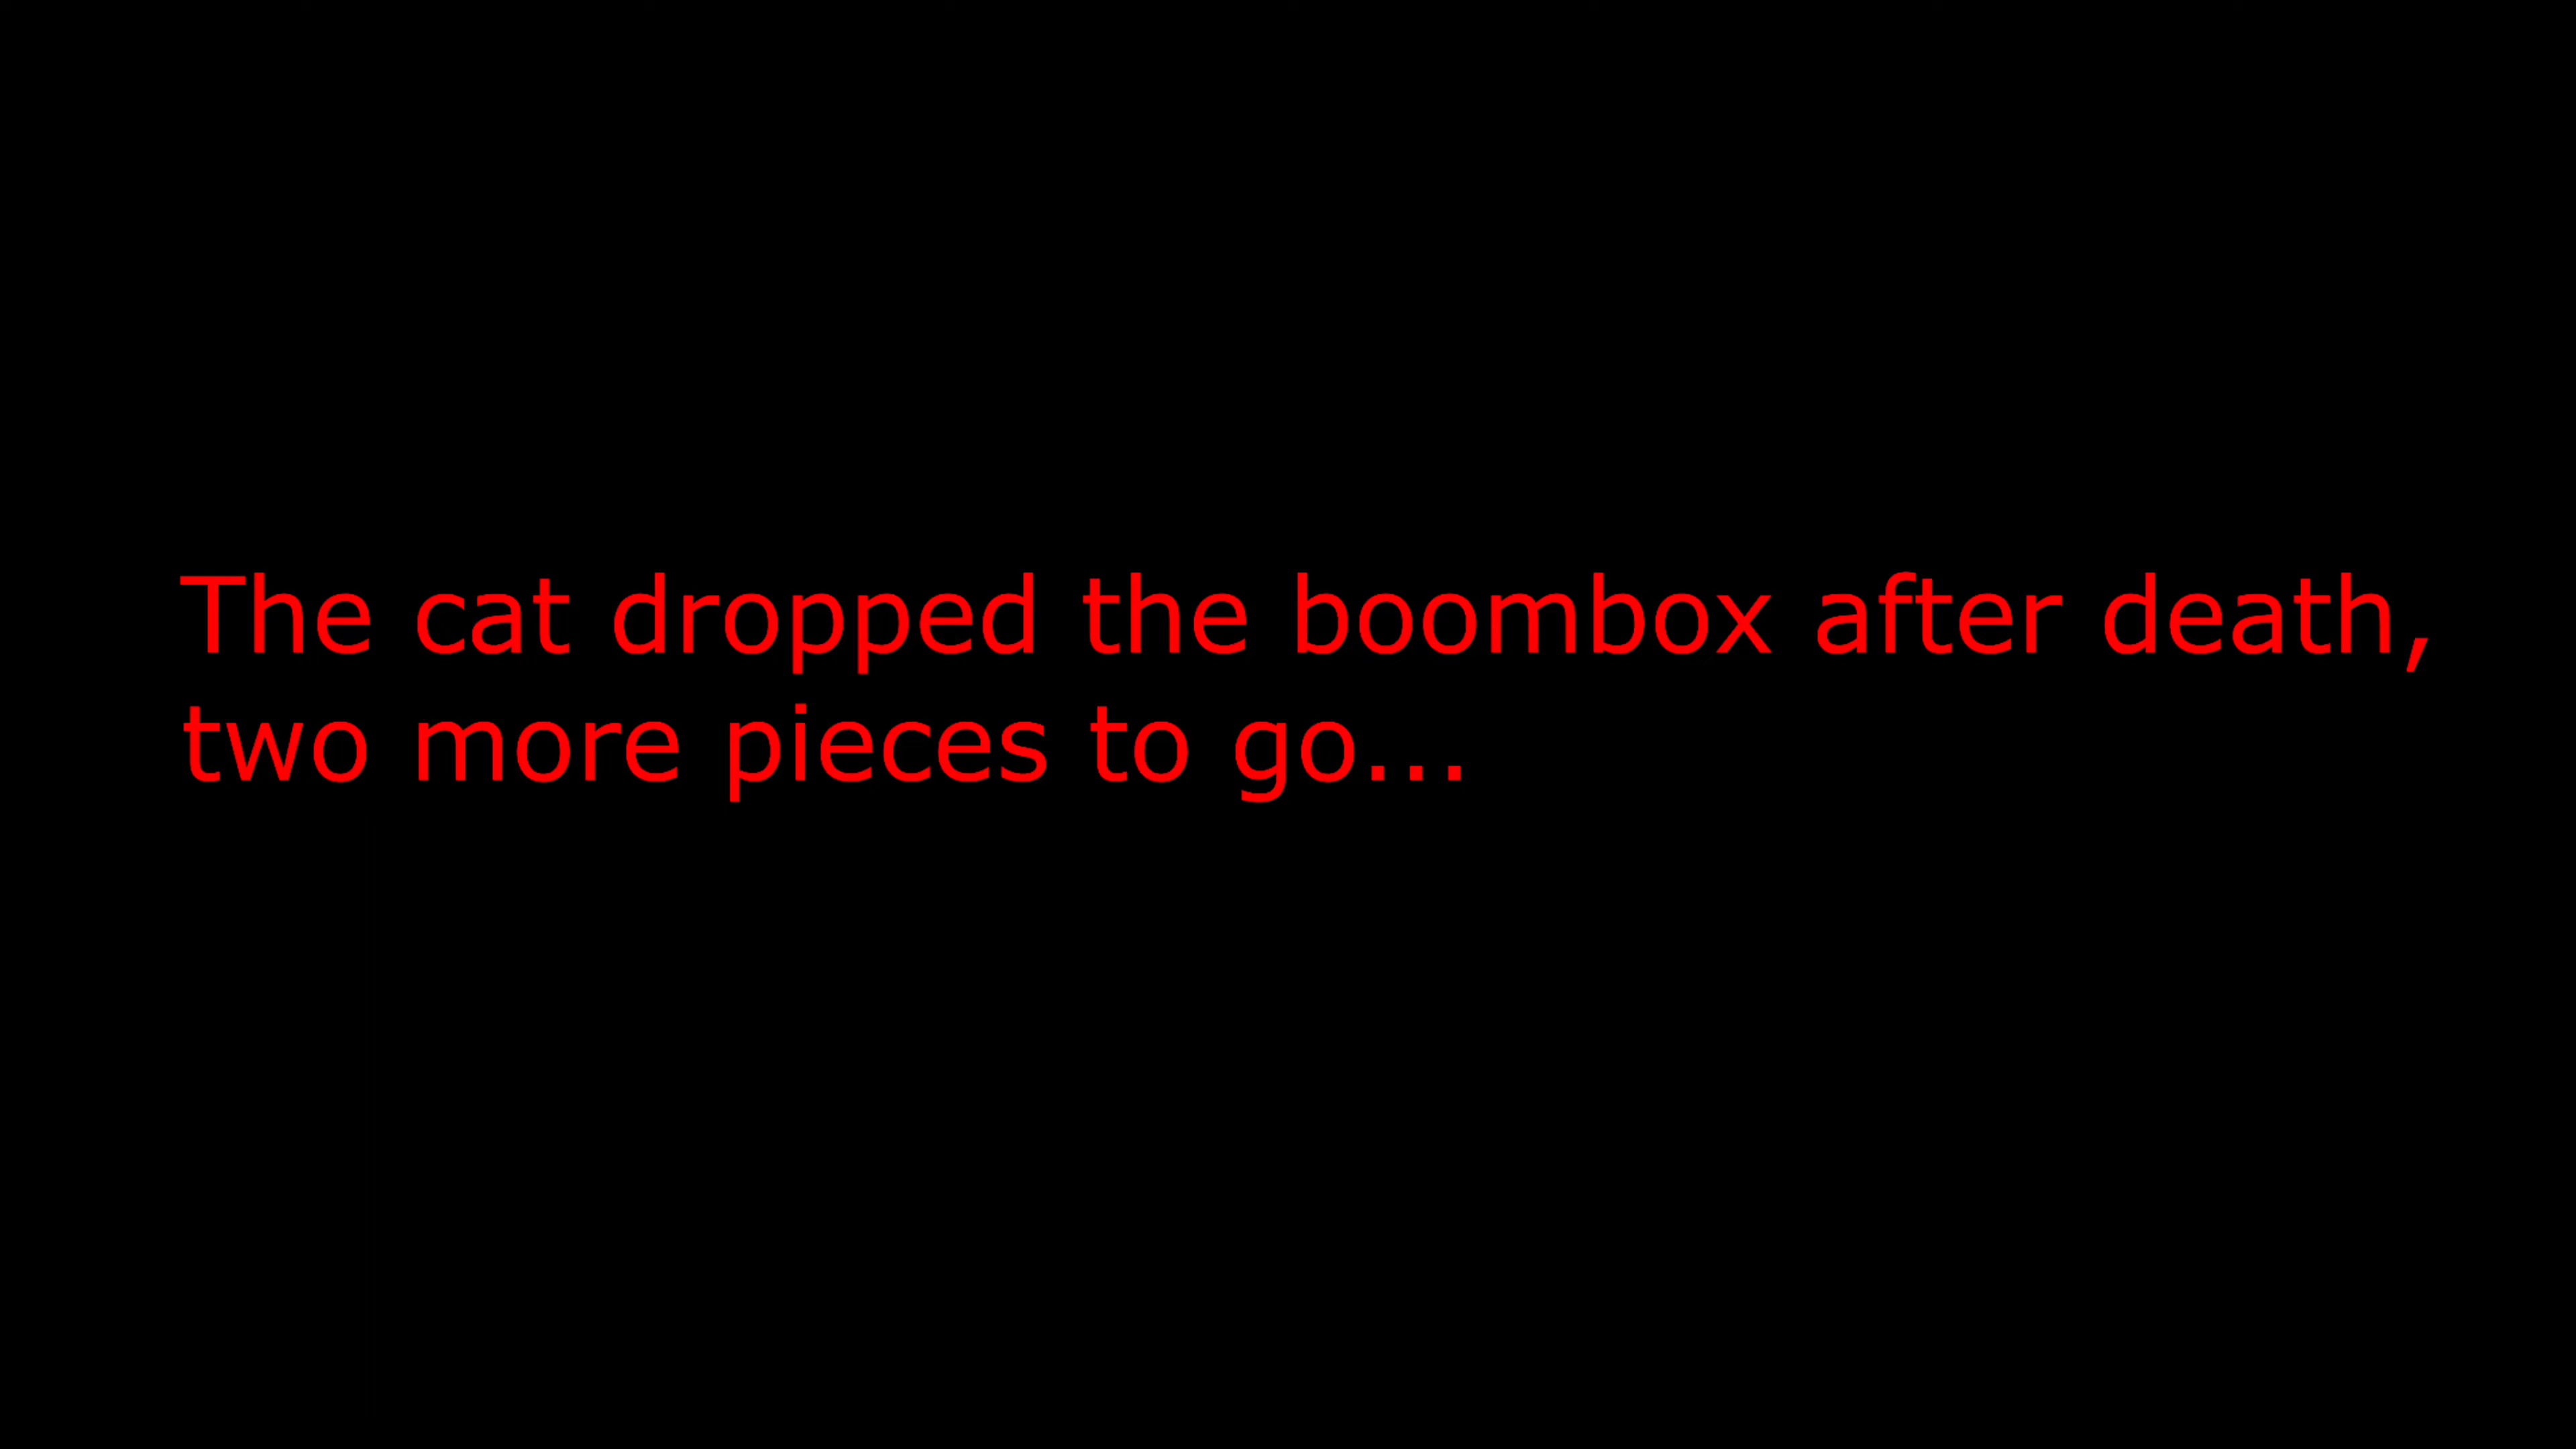 The cat dropped the boombox after death,
two more pieces to go...